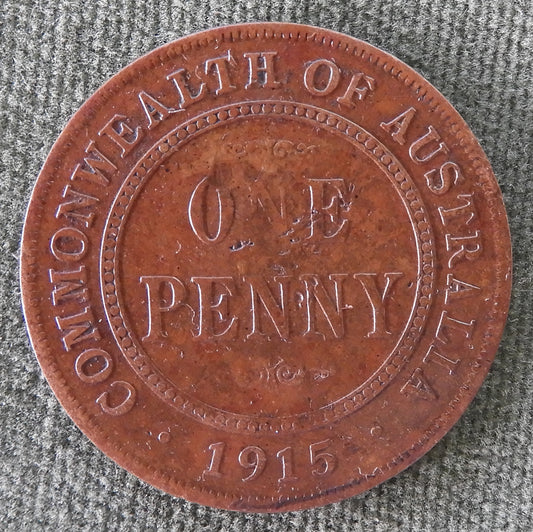 COMMONWEALTH OF AUSTRALIA
ONE
PENNY
1915